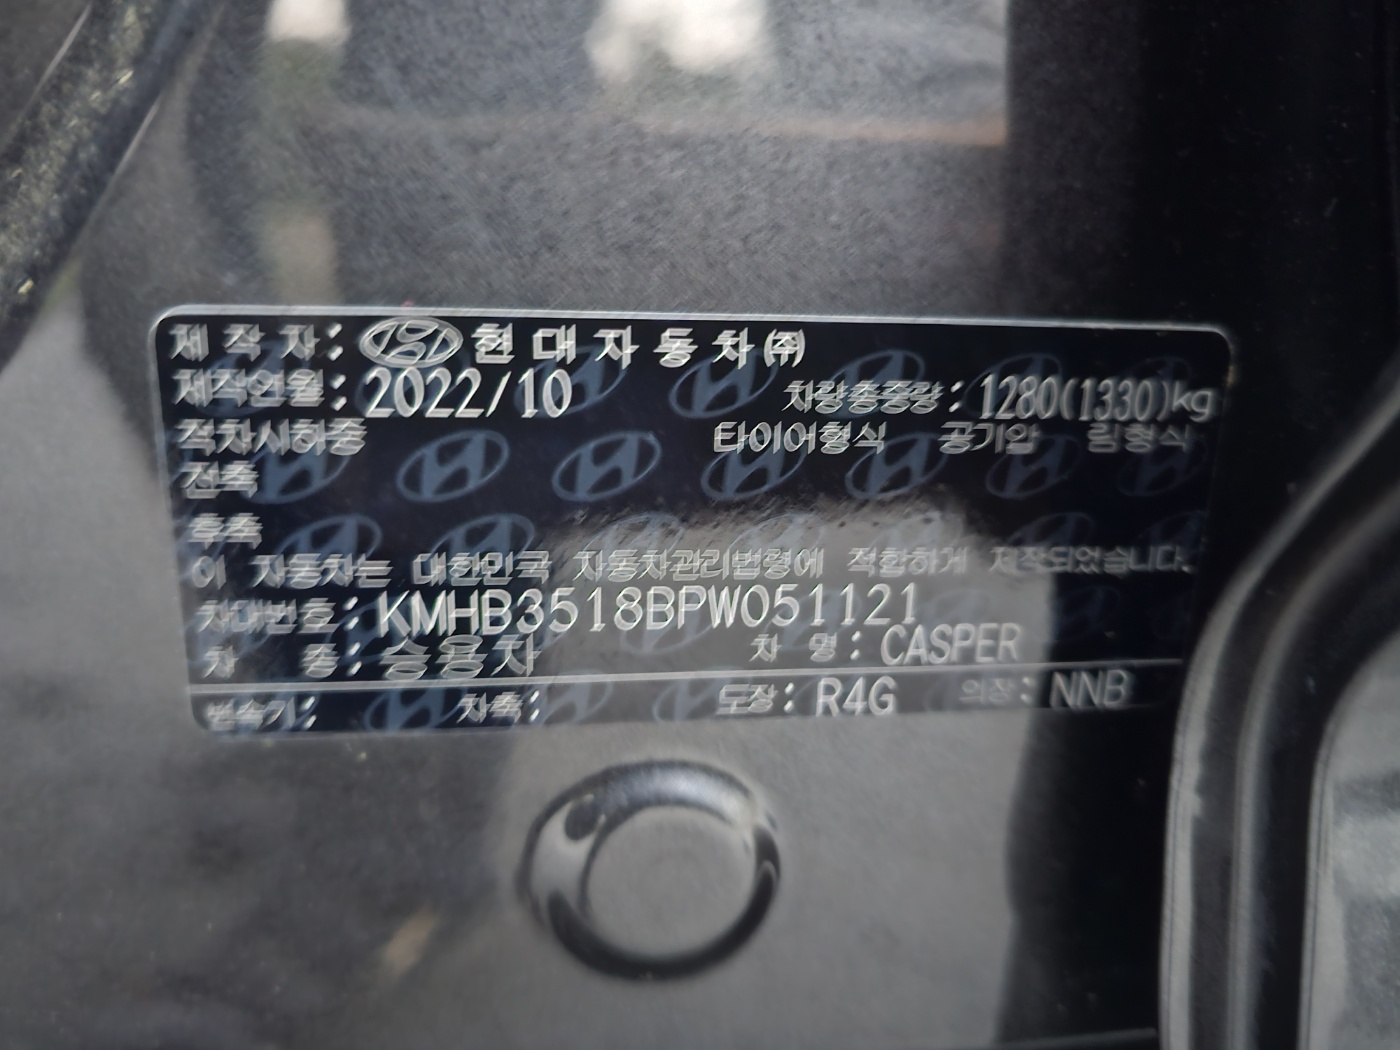 제 작 자 : 현 대 자 동 차 ㈜
제작연월 : 2022/10 차량총중량 : 1280(1330)kg
적차시하중 타이어형식 공기압 림형식
전축
후축
이 자동차는 대한민국 자동차관리법령에 적합하게 제작되었습니다.
차대번호 : KMHB3518BPW051121
차 종 : 승용차 차 명 : CASPER
변속기 : 차축 : 도장 : R4G 의장 : NNB